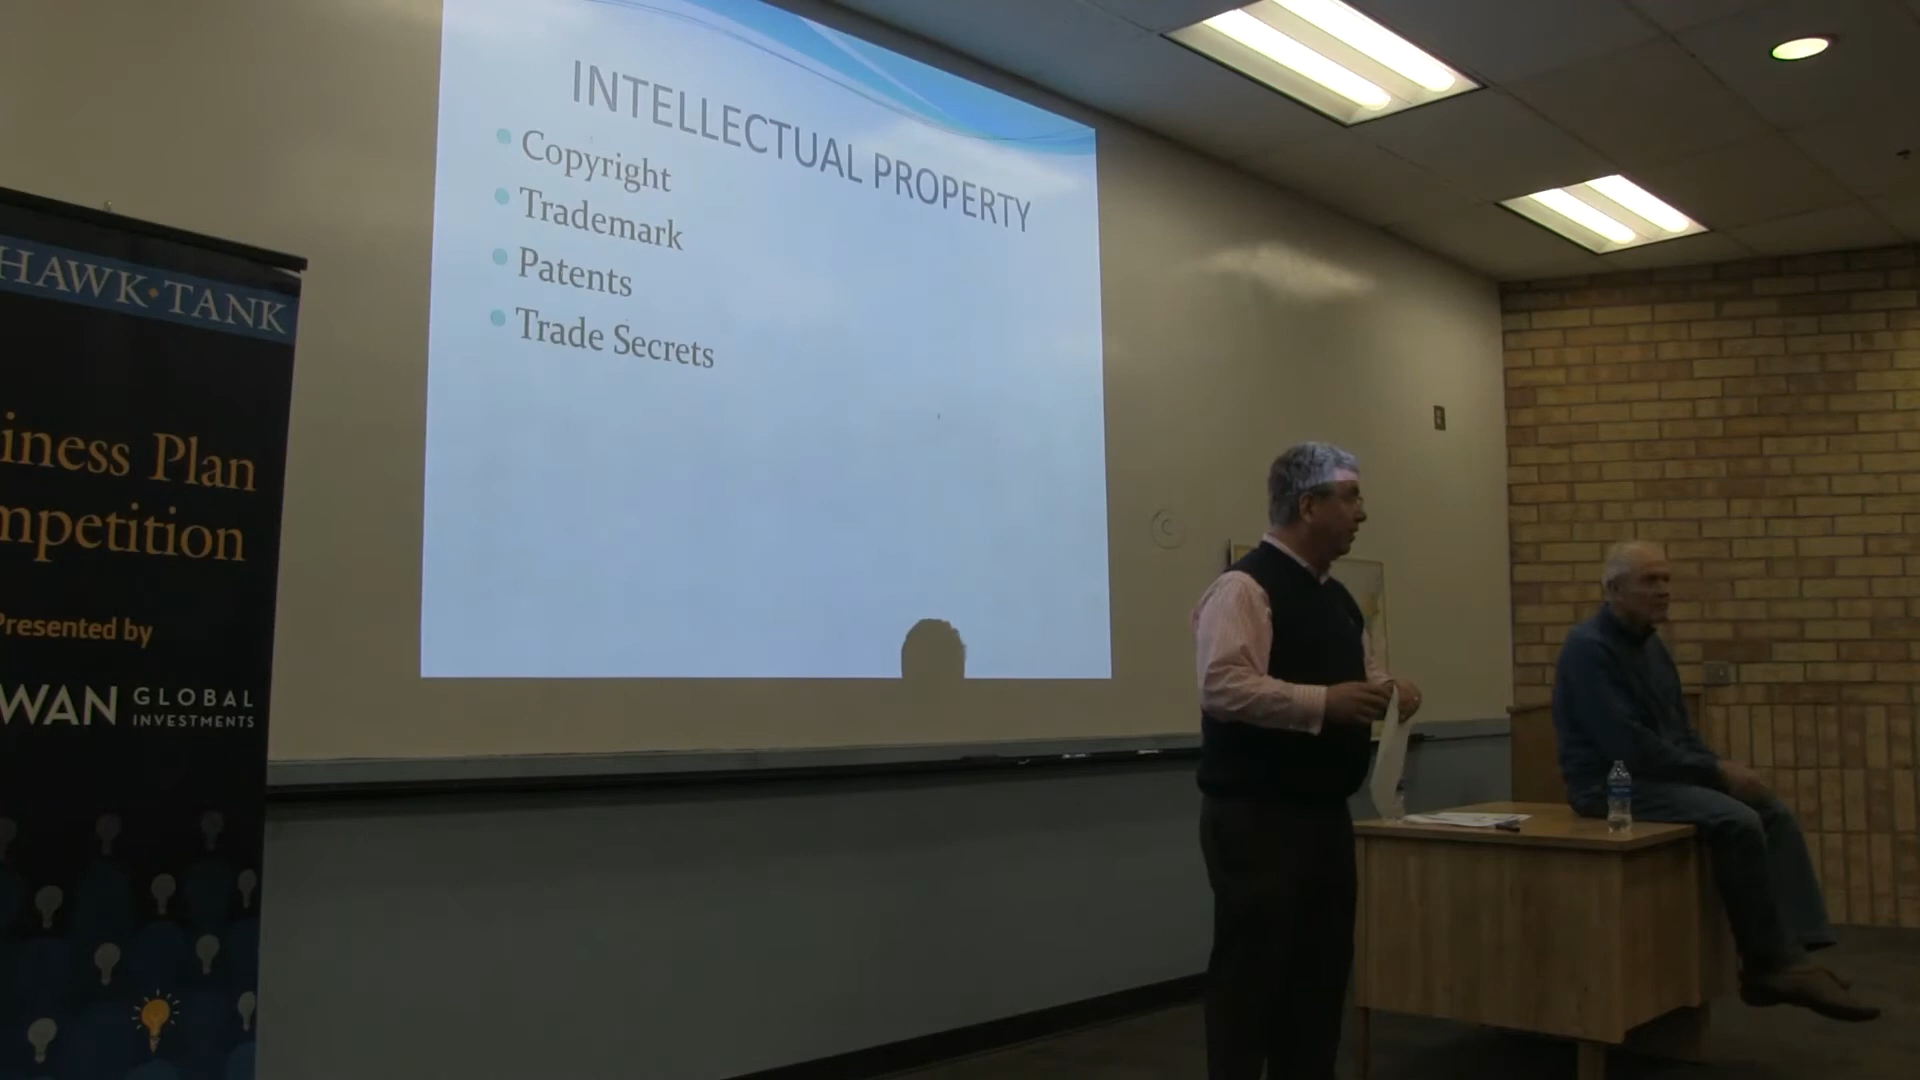 INTELLECTUAL PROPERTY
Copyright
Trademark
Patents
Trade Secrets
HAWK·TANK
iness Plan
mpetition
Presented by
WAN GLOBAL
INVESTMENTS